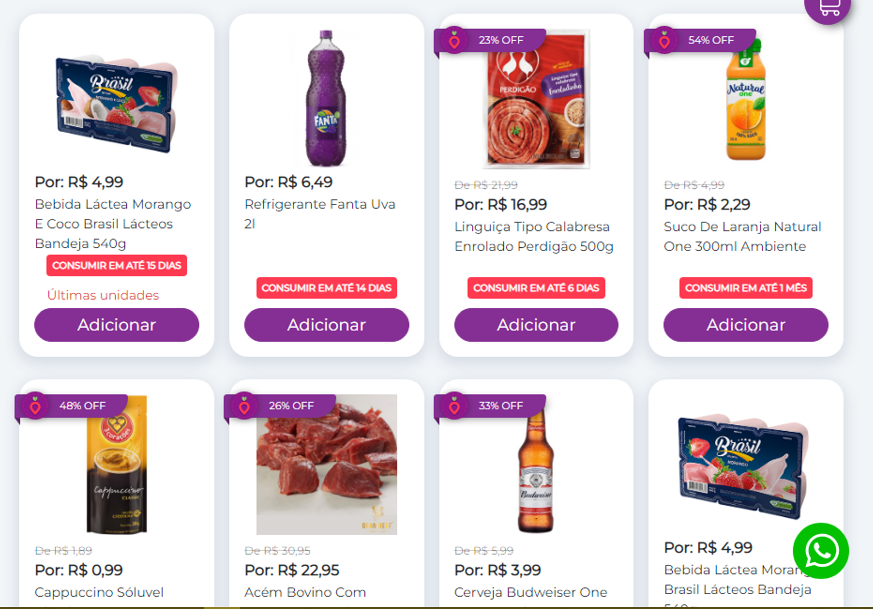 Brasil
Por: R$ 4,99
Bebida Láctea Morango
E Coco Brasil Lácteos
Bandeja 540g
CONSUMIR EM ATÉ 15 DIAS
Últimas unidades
Adicionar
FANTA
Por: R$ 6,49
Refrigerante Fanta Uva
2l
CONSUMIR EM ATÉ 14 DIAS
Adicionar
23% OFF
PERDIGÃO
De R$ 21,99
Por: R$ 16,99
Linguiça Tipo Calabresa
Enrolado Perdigão 500g
CONSUMIR EM ATÉ 6 DIAS
Adicionar
54% OFF
Natural
one
De R$ 4,99
Por: R$ 2,29
Suco De Laranja Natural
One 300ml Ambiente
CONSUMIR EM ATÉ 1 MÊS
Adicionar
48% OFF
3corações
Cappuccino
De R$ 1,89
Por: R$ 0,99
Cappuccino Sóluvel
26% OFF
De R$ 30,95
Por: R$ 22,95
Acém Bovino Com
33% OFF
Budweiser
De R$ 5,99
Por: R$ 3,99
Cerveja Budweiser One
Brasil
MORANGO
Por: R$ 4,99
Bebida Láctea Morang
Brasil Lácteos Bandeja